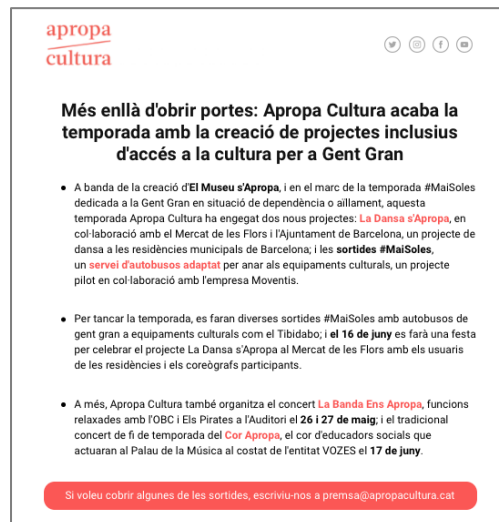 apropa
cultura
Més enllà d'obrir portes: Apropa Cultura acaba la
temporada amb la creació de projectes inclusius
d'accés a la cultura per a Gent Gran
● A banda de la creació d'El Museu s'Apropa, i en el marc de la temporada #MaiSoles
dedicada a la Gent Gran en situació de dependència o aïllament, aquesta
temporada Apropa Cultura ha engegat dos nous projectes: La Dansa s'Apropa, en
col·laboració amb el Mercat de les Flors i l'Ajuntament de Barcelona, un projecte de
dansa a les residències municipals de Barcelona; i les sortides #MaiSoles,
un servei d'autobusos adaptat per anar als equipaments culturals, un projecte
pilot en col·laboració amb l'empresa Moventis.
● Per tancar la temporada, es faran diverses sortides #MaiSoles amb autobusos de
gent gran a equipaments culturals com el Tibidabo; i el 16 de juny es farà una festa
per celebrar el projecte La Dansa s'Apropa al Mercat de les Flors amb els usuaris
de les residències i els coreògrafs participants.
● A més, Apropa Cultura també organitza el concert La Banda Ens Apropa, funcions
relaxades amb l'OBC i Els Pirates a l'Auditori el 26 i 27 de maig; i el tradicional
concert de fi de temporada del Cor Apropa, el cor d'educadors socials que
actuaran al Palau de la Música al costat de l'entitat VOZES el 17 de juny.
Si voleu cobrir algunes de les sortides, escriviu-nos a premsa@apropacultura.cat